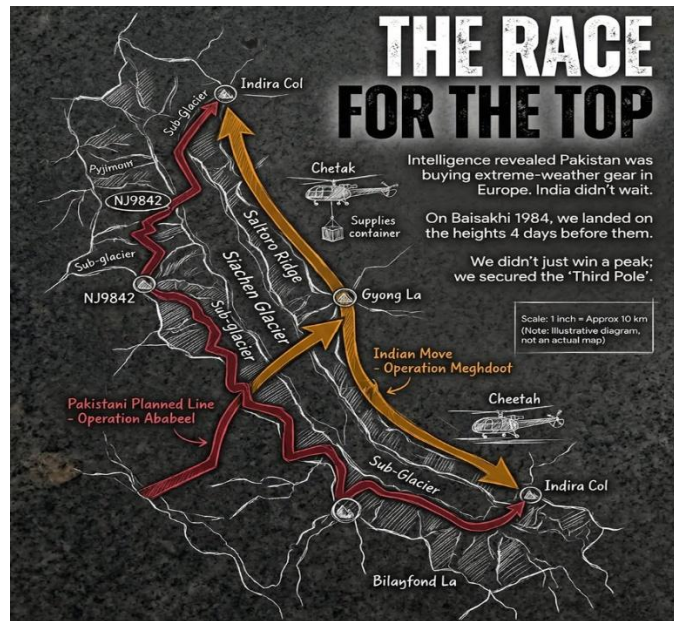 THE RACE
FOR THE TOP
Intelligence revealed Pakistan was
buying extreme-weather gear in
Europe. India didn't wait.
On Baisakhi 1984, we landed on
the heights 4 days before them.
We didn't just win a peak;
we secured the 'Third Pole'.
Scale: 1 inch = Approx 10 km
(Note: Illustrative diagram,
not an actual map)
Indira Col
Sub-Glacier
Pyjimam
NJ9842
Sub-glacier
NJ9842
Chetak
Supplies
container
Saltoro Ridge
Siachen Glacier
Sub-glacier
Gyong La
Indian Move
- Operation Meghdoot
Pakistani Planned Line
- Operation Ababeel
Cheetah
Sub-Glacier
Indira Col
Bilanfond La